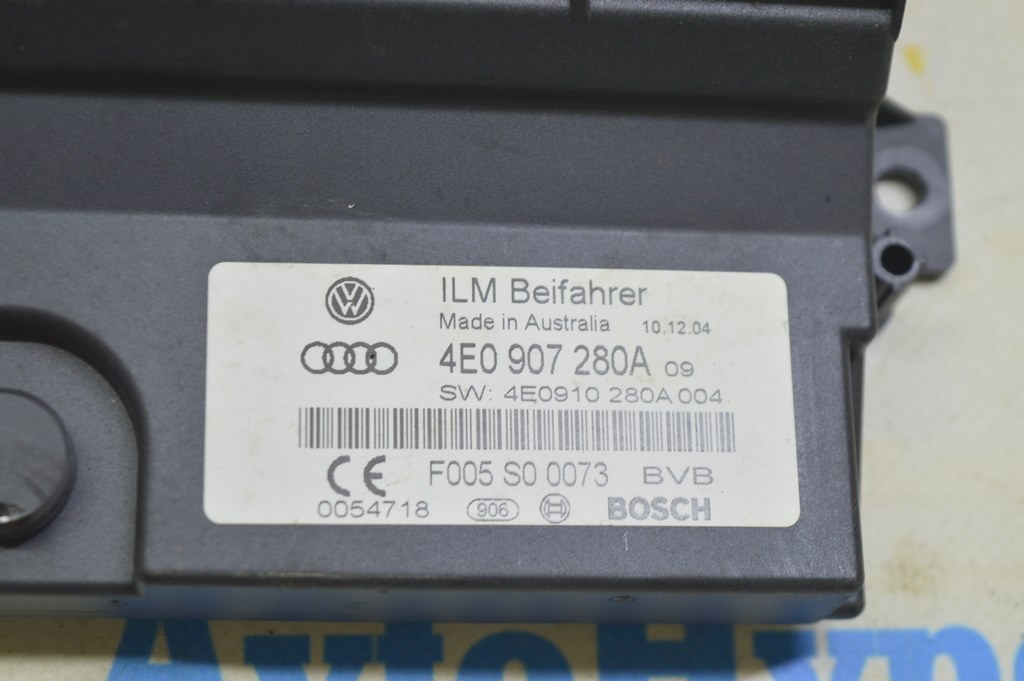 ILM Beifahrer
Made in Australia 10.12.04
4E0 907 280A 09
SW: 4E0910 280A 004
CE F005 S0 0073 BVB
0054718 906 BOSCH
AutoHyp